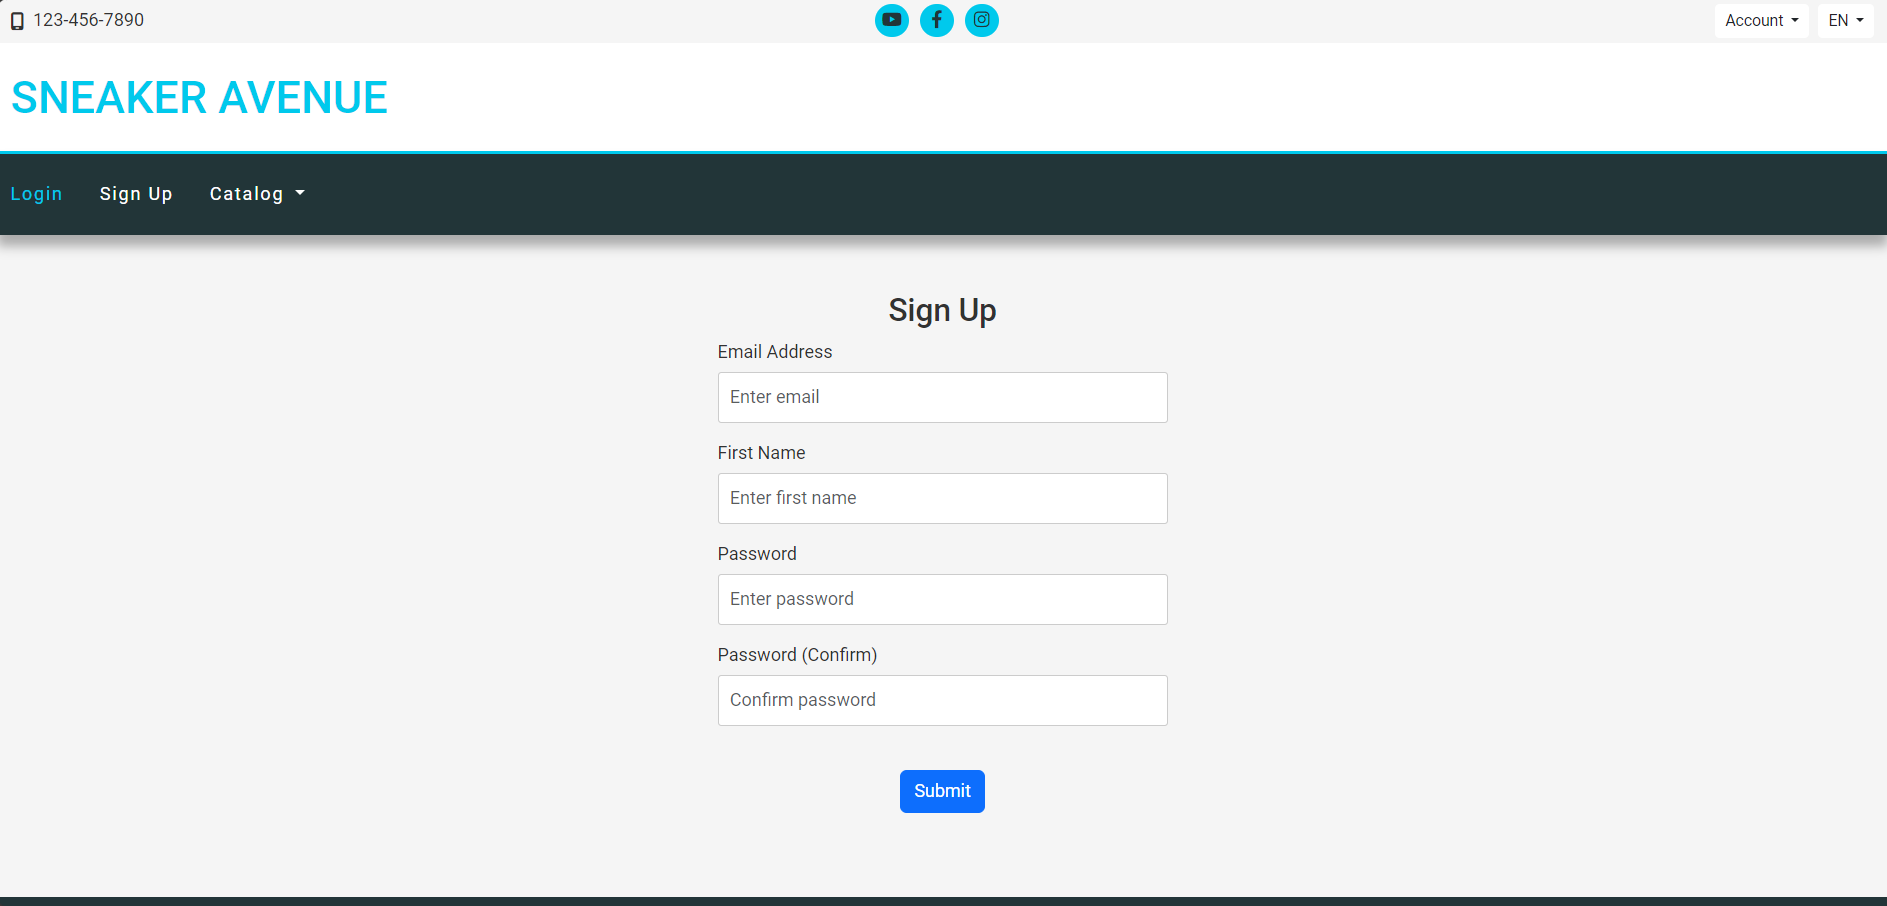 123-456-7890
Account
EN
SNEAKER AVENUE
Login Sign Up Catalog
Sign Up
Email Address
Enter email
First Name
Enter first name
Password
Enter password
Password (Confirm)
Confirm password
Submit